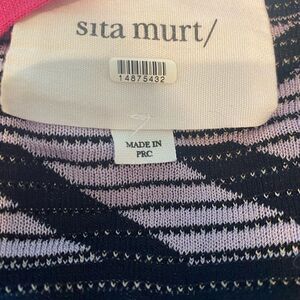 sita murt/
14875432
MADE IN
PRC